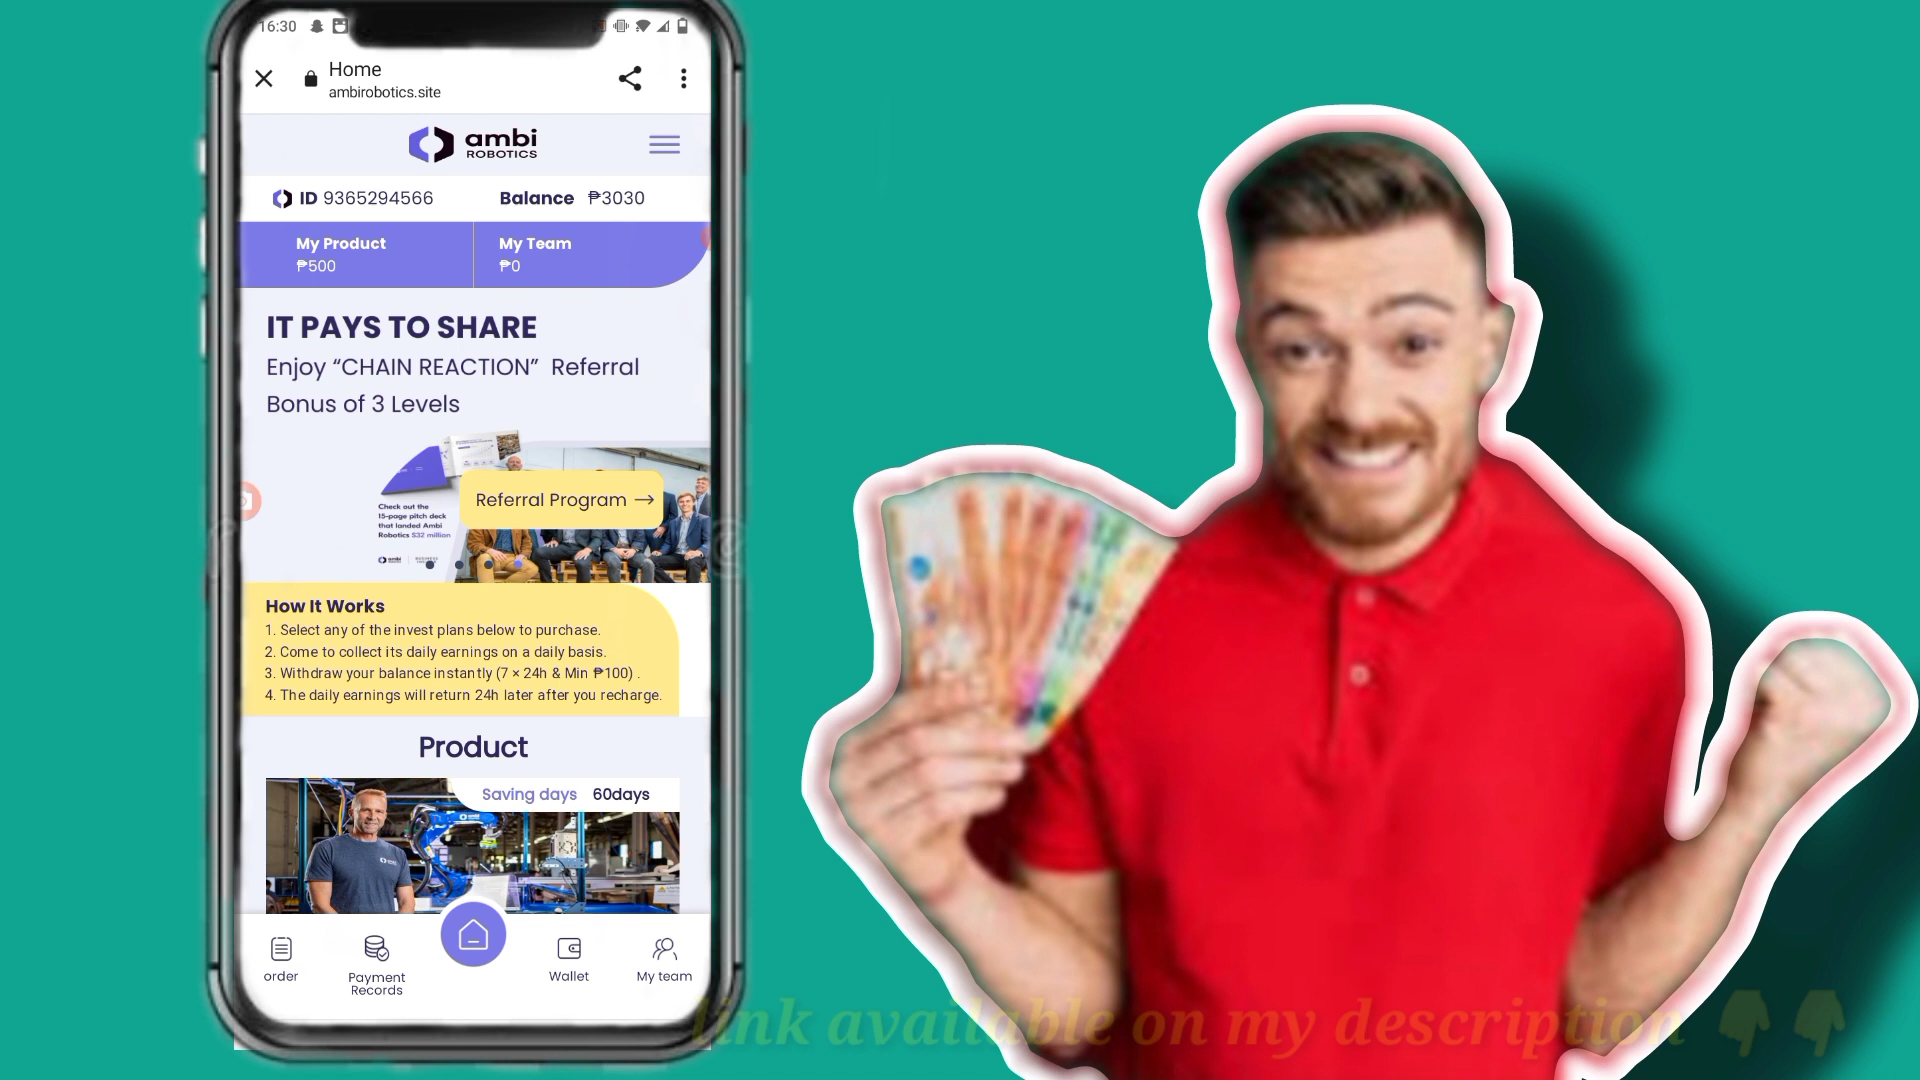 16:30
Home
ambirobotics.site
ambi
ROBOTICS
ID 9365294566 Balance ₱3030
My Product My Team
₱500 ₱0
IT PAYS TO SHARE
Enjoy “CHAIN REACTION” Referral
Bonus of 3 Levels
Referral Program →
Check out the
15-page pitch deck
that landed Ambi
Robotics $32 million
ambi
How It Works
1. Select any of the invest plans below to purchase.
2. Come to collect its daily earnings on a daily basis.
3. Withdraw your balance instantly (7 × 24h & Min ₱100) .
4. The daily earnings will return 24h later after you recharge.
Product
Saving days 60days
order Payment Records Wallet My team
link available on my description 👇👇